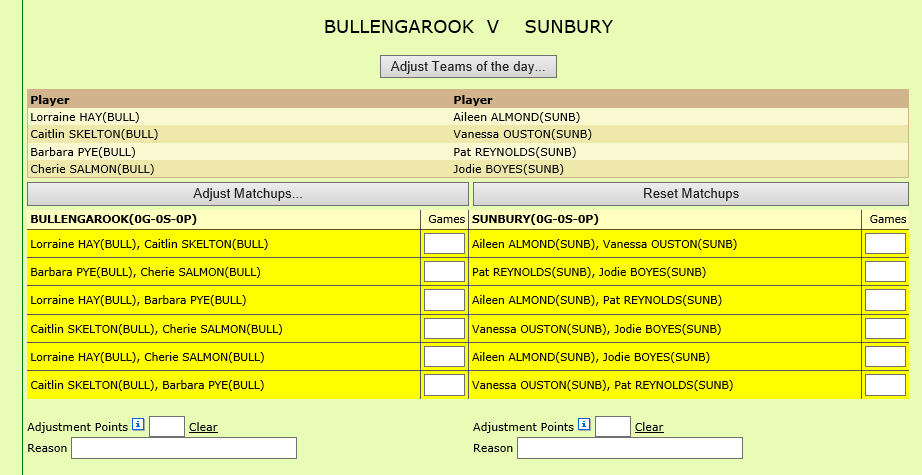 BULLENGAROOK V SUNBURY
Adjust Teams of the day...
Player Player
Lorraine HAY(BULL) Aileen ALMOND(SUNB)
Caitlin SKELTON(BULL) Vanessa OUSTON(SUNB)
Barbara PYE(BULL) Pat REYNOLDS(SUNB)
Cherie SALMON(BULL) Jodie BOYES(SUNB)
Adjust Matchups... Reset Matchups
BULLENGAROOK(0G-0S-0P) Games SUNBURY(0G-0S-0P) Games
Lorraine HAY(BULL), Caitlin SKELTON(BULL) Aileen ALMOND(SUNB), Vanessa OUSTON(SUNB)
Barbara PYE(BULL), Cherie SALMON(BULL) Pat REYNOLDS(SUNB), Jodie BOYES(SUNB)
Lorraine HAY(BULL), Barbara PYE(BULL) Aileen ALMOND(SUNB), Pat REYNOLDS(SUNB)
Caitlin SKELTON(BULL), Cherie SALMON(BULL) Vanessa OUSTON(SUNB), Jodie BOYES(SUNB)
Lorraine HAY(BULL), Cherie SALMON(BULL) Aileen ALMOND(SUNB), Jodie BOYES(SUNB)
Caitlin SKELTON(BULL), Barbara PYE(BULL) Vanessa OUSTON(SUNB), Pat REYNOLDS(SUNB)
Adjustment Points i Clear Adjustment Points i Clear
Reason Reason